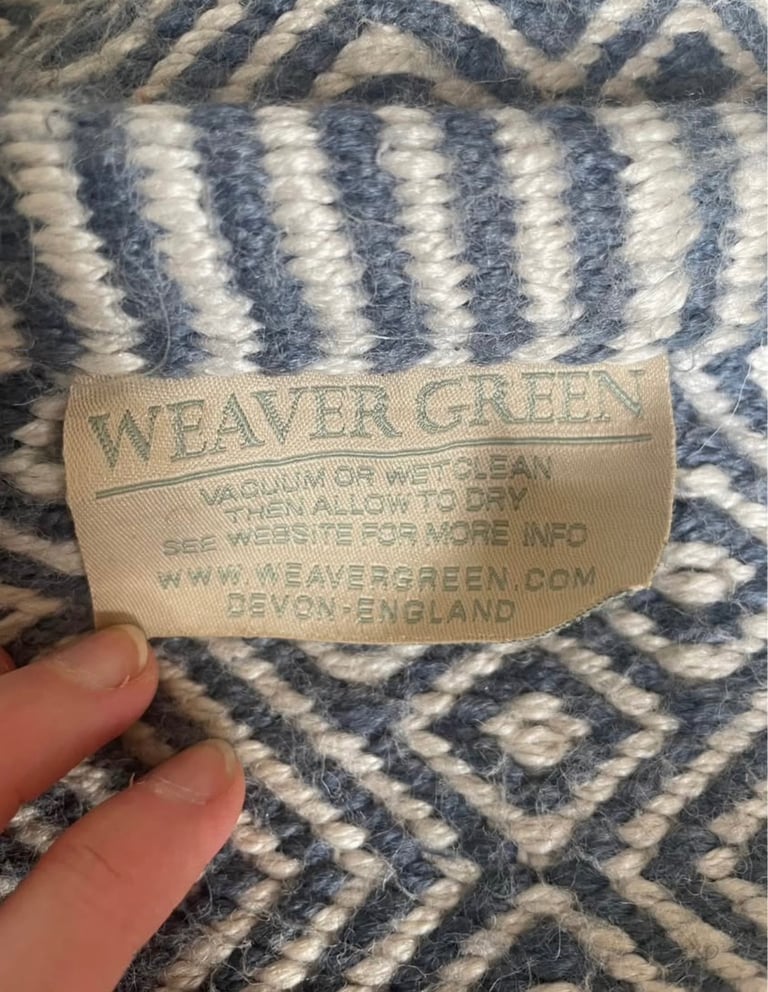 WEAVER GREEN
VACUUM OR WET CLEAN
THEN ALLOW TO DRY
SEE WEBSITE FOR MORE INFO
WWW.WEAVERGREEN.COM
DEVON-ENGLAND